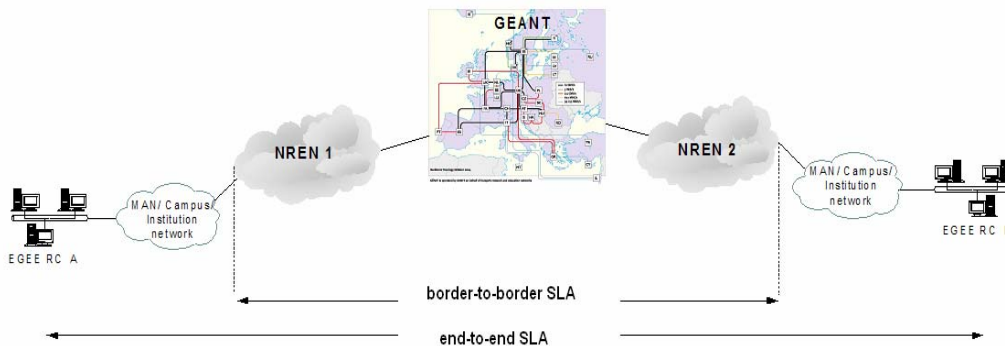 GEANT
NREN 1
NREN 2
MAN/ Campus/
Institution
network
MAN/ Campus/
Institution
network
EGEE RC A
EGEE RC
border-to-border SLA
end-to-end SLA